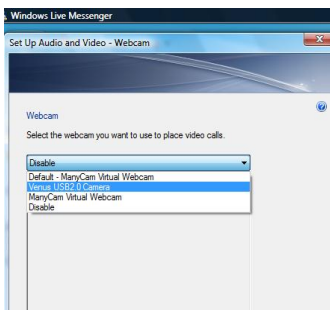 Windows Live Messenger
Set Up Audio and Video - Webcam
Webcam
Select the webcam you want to use to place video calls.
Disable
Default - ManyCam Virtual Webcam
Venus USB2.0 Camera
ManyCam Virtual Webcam
Disable